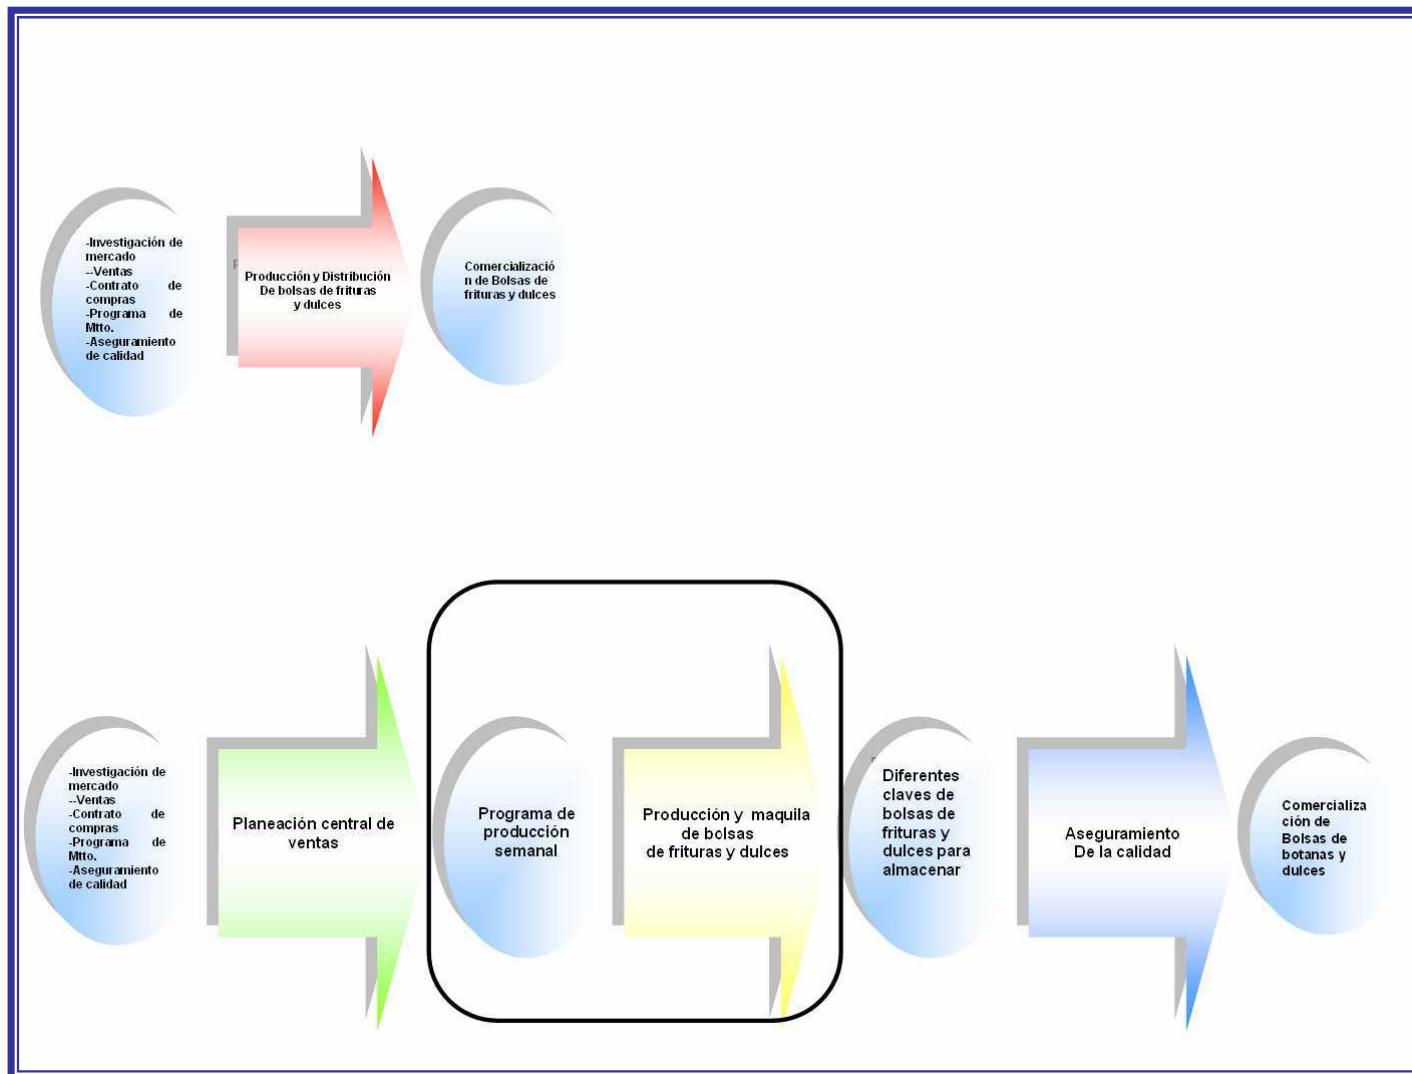 -Investigación de
mercado
--Ventas
-Contrato de
compras
-Programa de
Mtto.
-Aseguramiento
de calidad
Producción y Distribución
De bolsas de frituras
y dulces
Comercializació
n de Bolsas de
frituras y dulces
-Investigación de
mercado
--Ventas
-Contrato de
compras
-Programa de
Mtto.
-Aseguramiento
de calidad
Planeación central de
ventas
Programa de
producción
semanal
Producción y maquila
de bolsas
de frituras y dulces
Diferentes
claves de
bolsas de
frituras y
dulces para
almacenar
Aseguramiento
De la calidad
Comercializa
ción de
Bolsas de
botanas y
dulces